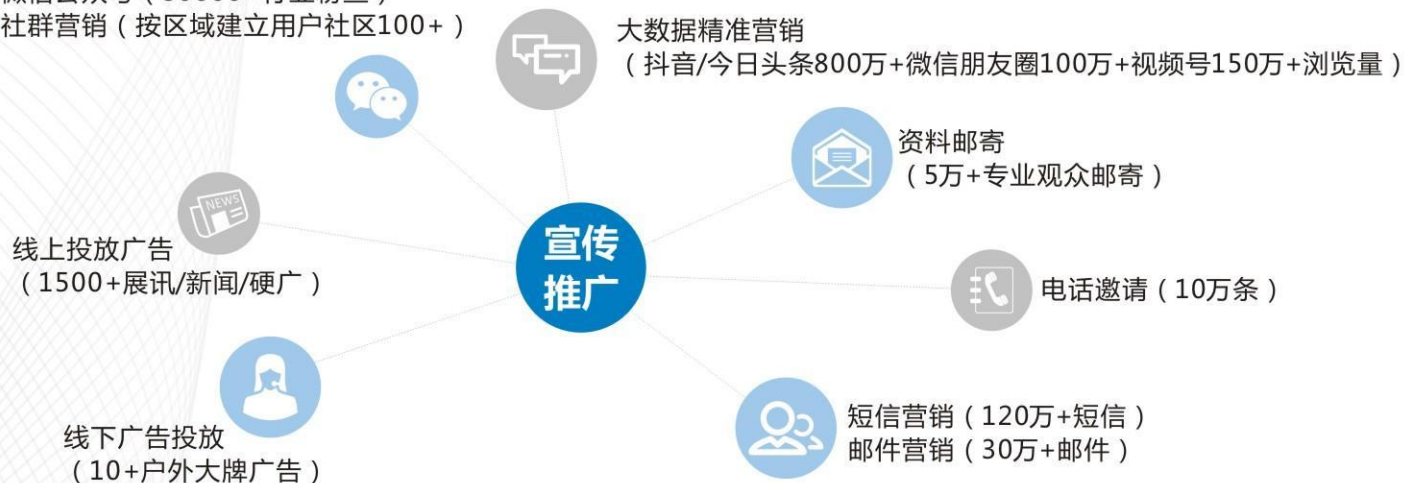 社群营销（按区域建立用户社区100+）
大数据精准营销
（抖音/今日头条800万+微信朋友圈100万+视频号150万+浏览量）
资料邮寄
（5万+专业观众邮寄）
NEWS
线上投放广告
（1500+展讯/新闻/硬广）
宣传
推广
电话邀请（10万条）
短信营销（120万+短信）
邮件营销（30万+邮件）
线下广告投放
（10+户外大牌广告）